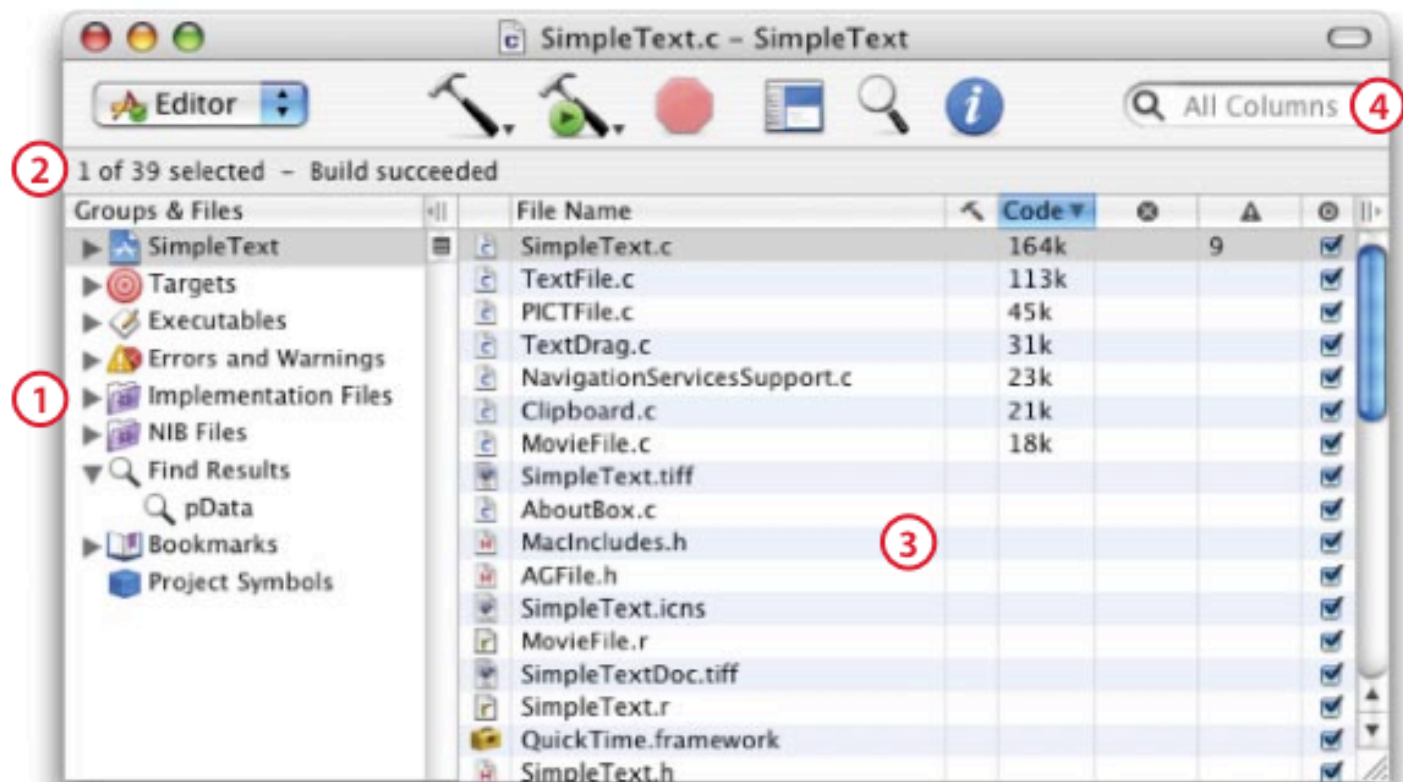 SimpleText.c – SimpleText
Editor
All Columns
4
2
1 of 39 selected – Build succeeded
Groups & Files
File Name
Code
SimpleText
SimpleText.c 164k 9
Targets
TextFile.c 113k
Executables
PICTFile.c 45k
Errors and Warnings
TextDrag.c 31k
1
Implementation Files
NavigationServicesSupport.c 23k
Clipboard.c 21k
NIB Files
MovieFile.c 18k
Find Results
SimpleText.tiff
pData
AboutBox.c
Bookmarks
MacIncludes.h
3
Project Symbols
AGFile.h
SimpleText.icns
MovieFile.r
SimpleTextDoc.tiff
SimpleText.r
QuickTime.framework
SimpleText.h